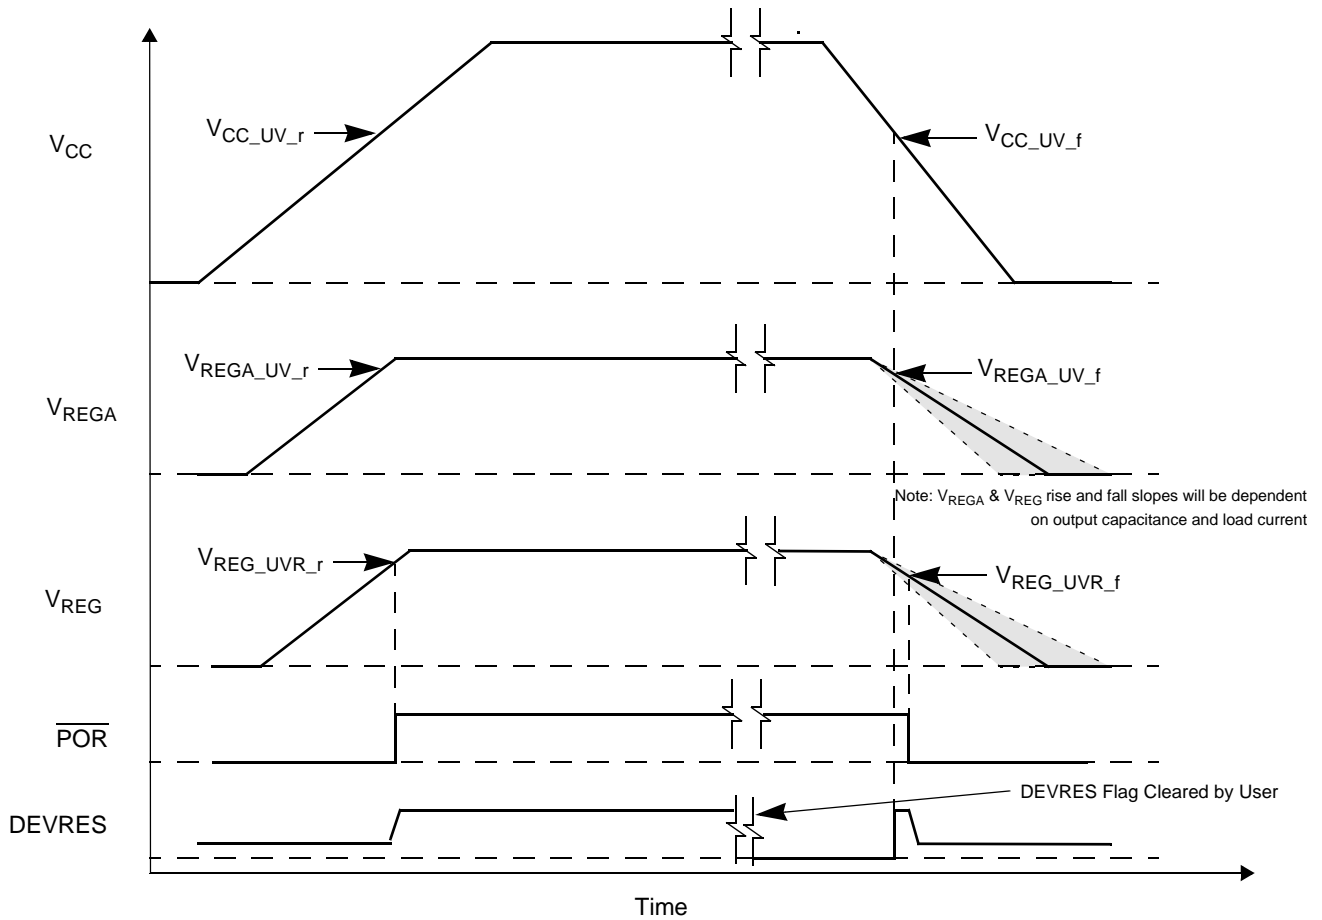 V_CC
V_CC_UV_r
V_CC_UV_f
V_REGA_UV_r
V_REGA_UV_f
V_REGA
Note: V_REGA & V_REG rise and fall slopes will be dependent
on output capacitance and load current
V_REG_UVR_r
V_REG_UVR_f
V_REG
POR
DEVRES Flag Cleared by User
DEVRES
Time